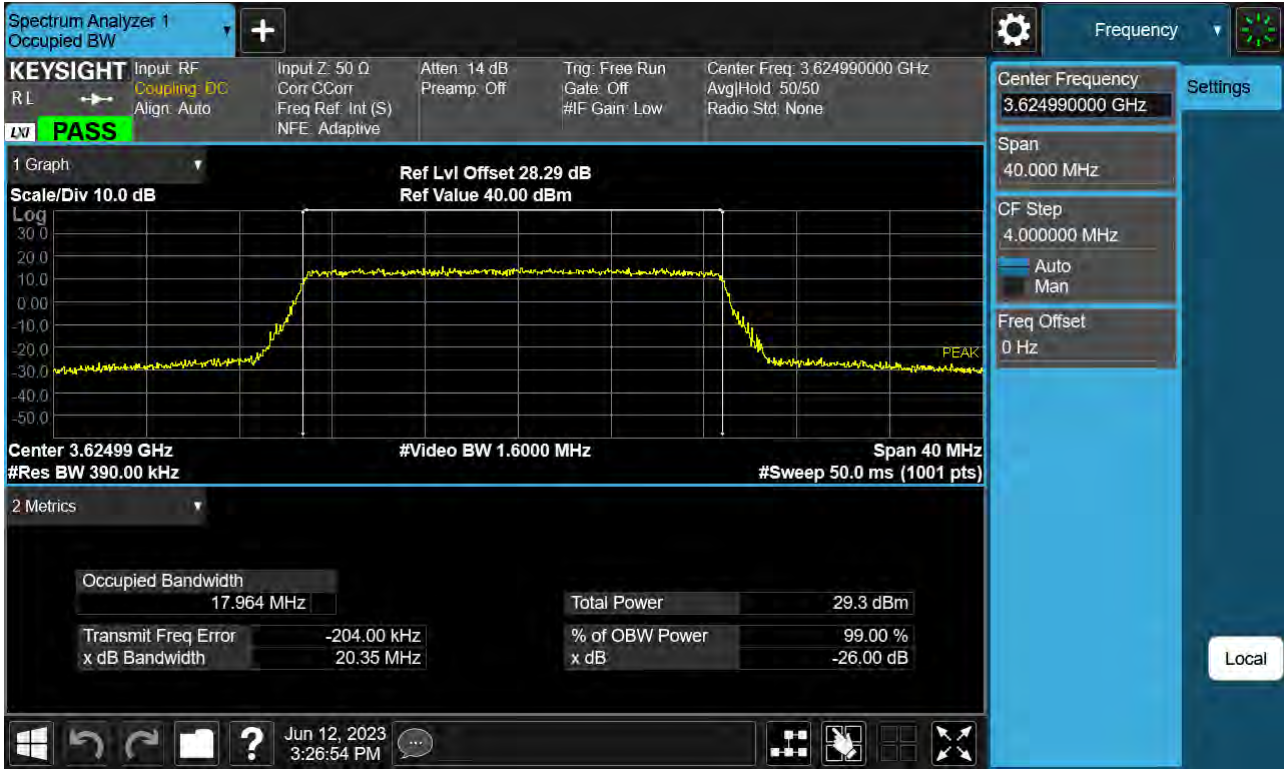 Spectrum Analyzer 1
Occupied BW
+
Frequency
KEYSIGHT
R L
LXI PASS
Input: RF
Coupling: DC
Align: Auto
Input Z: 50 Ω
Corr CCorr
Freq Ref: Int (S)
NFE: Adaptive
Atten: 14 dB
Preamp: Off
Trig: Free Run
Gate: Off
#IF Gain: Low
Center Freq: 3.624990000 GHz
Avg|Hold: 50/50
Radio Std: None
Center Frequency
3.624990000 GHz
Settings
Span
40.000 MHz
CF Step
4.000000 MHz
Auto
Man
Freq Offset
0 Hz
Local
1 Graph
Scale/Div 10.0 dB
Ref Lvl Offset 28.29 dB
Ref Value 40.00 dBm
Log
30.0
20.0
10.0
0.00
-10.0
-20.0
-30.0
-40.0
-50.0
PEAK
Center 3.62499 GHz
#Video BW 1.6000 MHz
Span 40 MHz
#Res BW 390.00 kHz
#Sweep 50.0 ms (1001 pts)
2 Metrics
Occupied Bandwidth
17.964 MHz
Total Power 29.3 dBm
Transmit Freq Error -204.00 kHz
% of OBW Power 99.00 %
x dB Bandwidth 20.35 MHz
x dB -26.00 dB
?
Jun 12, 2023
3:26:54 PM